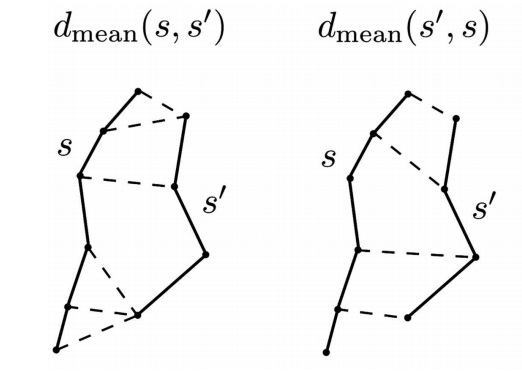 d_mean(s, s′)
d_mean(s′, s)
s
s′
s
s′